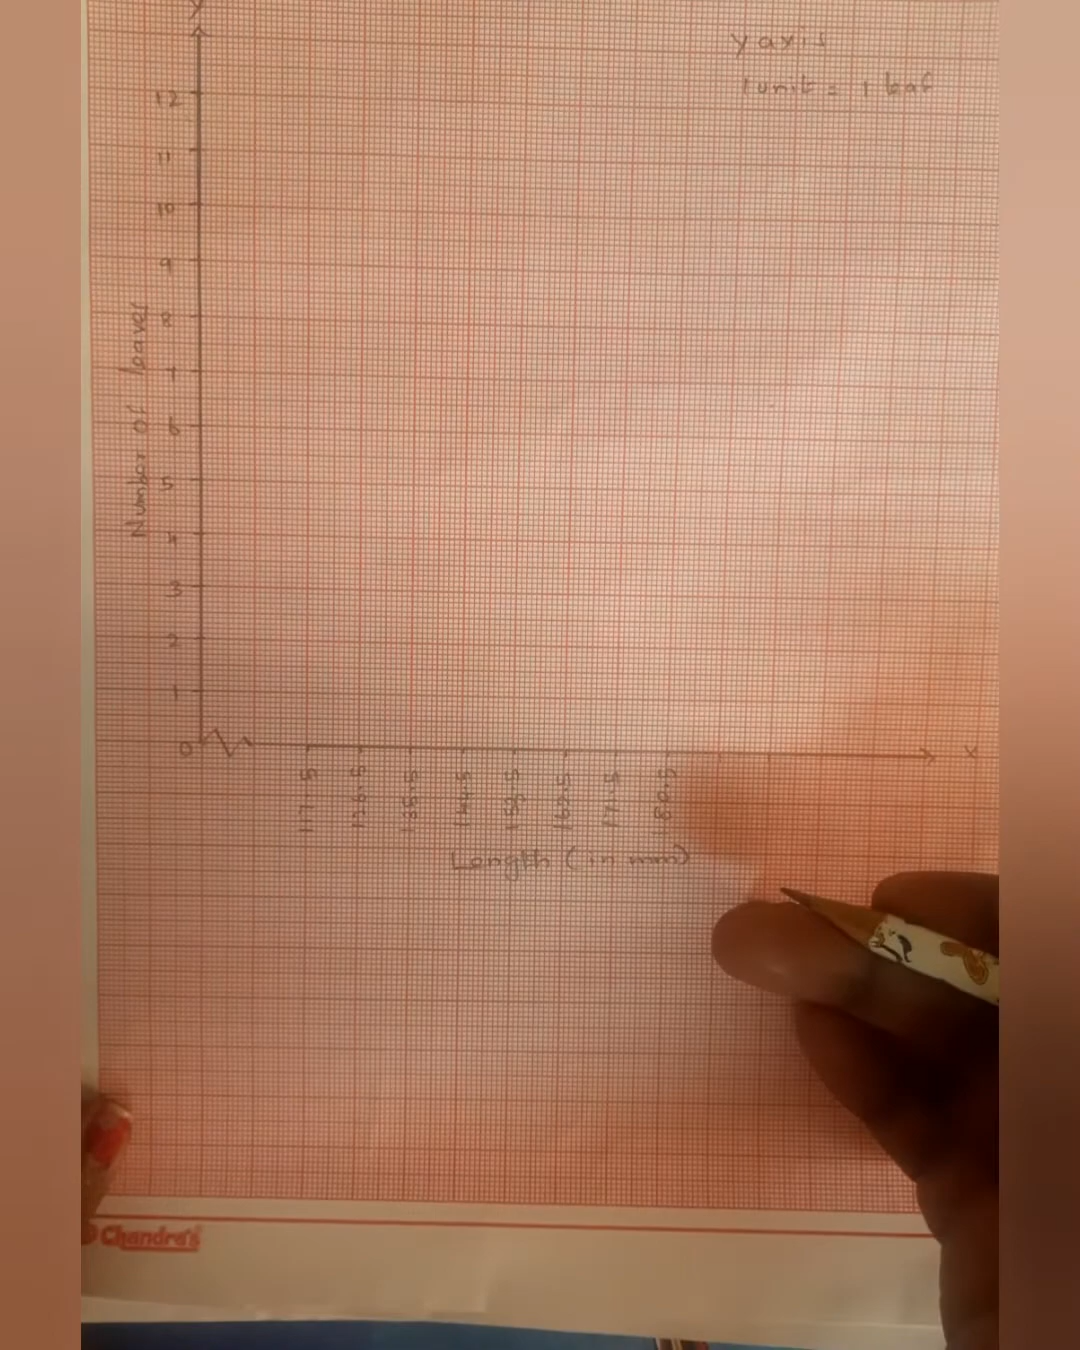 Y
y axis
1 unit = 1 leaf
12
11
10
9
8
7
6
5
4
3
2
1
0
Number of leaves
X
117.5 126.5 135.5 144.5 153.5 162.5 171.5 180.5
Length (in mm)
Chandra's